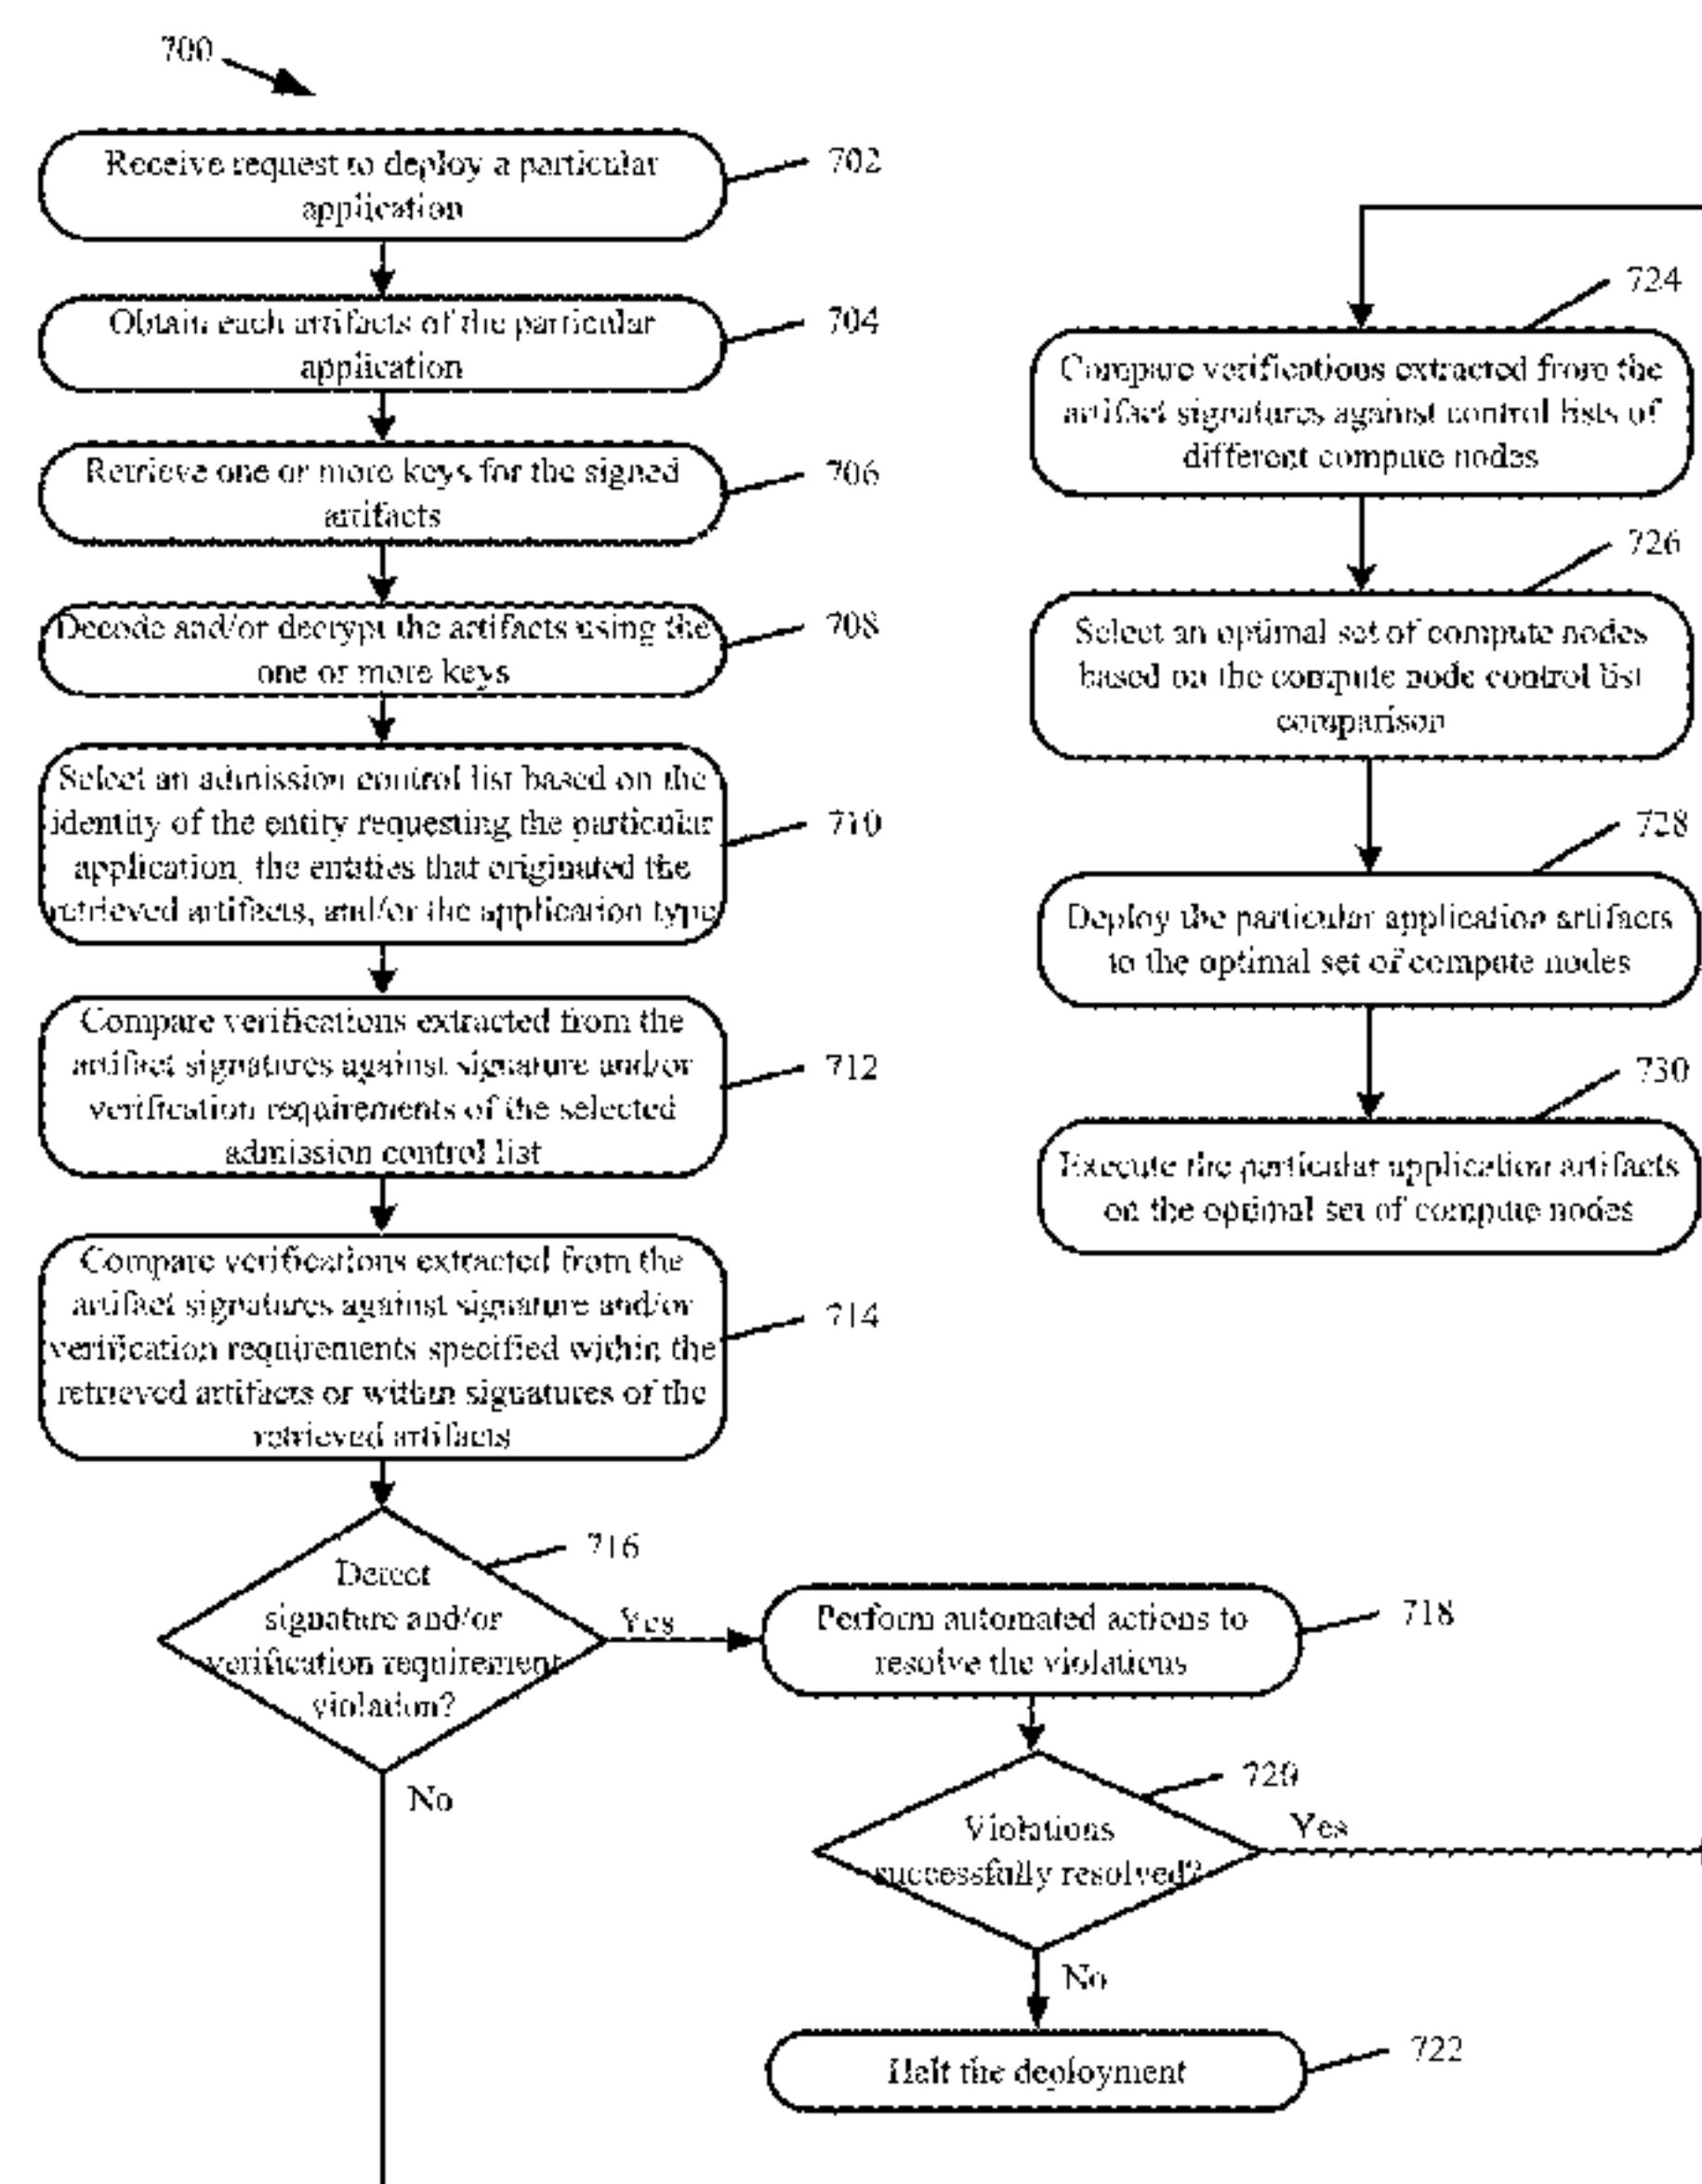 700
Receive request to deploy a particular
application
702
Obtain each artifacts of the particular
application
704
Retrieve one or more keys for the signed
artifacts
706
Decode and/or decrypt the artifacts using the
one or more keys
708
Select an admission control list based on the
identity of the entity requesting the particular
application, the entities that originated the
retrieved artifacts, and/or the application type
710
Compare verifications extracted from the
artifact signatures against signature and/or
verification requirements of the selected
admission control list
712
Compare verifications extracted from the
artifact signatures against signature and/or
verification requirements specified within the
retrieved artifacts or within signatures of the
retrieved artifacts
714
Detect
signature and/or
verification requirement
violation?
716
Yes
No
Perform automated actions to
resolve the violations
718
Violations
successfully resolved?
720
Yes
No
Halt the deployment
722
Compare verifications extracted from the
artifact signatures against control lists of
different compute nodes
724
Select an optimal set of compute nodes
based on the compute node control list
comparison
726
Deploy the particular application artifacts
to the optimal set of compute nodes
728
Execute the particular application artifacts
on the optimal set of compute nodes
730